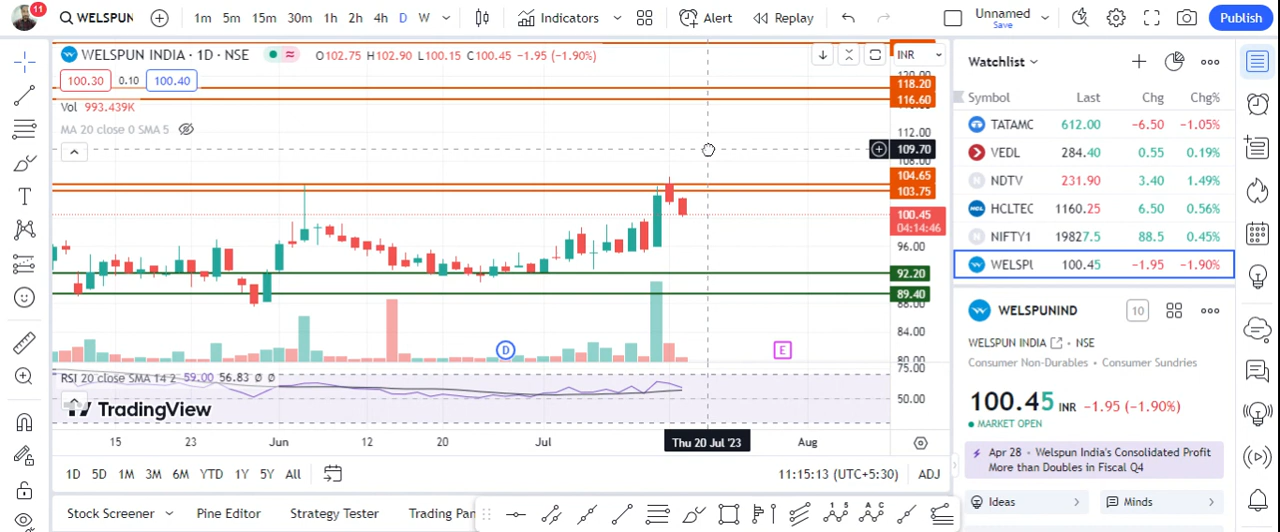 11
WELSPUN
1m 5m 15m 30m 1h 2h 4h D W
Indicators
Alert
Replay
Unnamed
Save
Publish
WELSPUN INDIA · 1D · NSE
O102.75 H102.90 L100.15 C100.45 −1.95 (−1.90%)
INR
100.30 0.10 100.40
Vol 993.439K
MA 20 close 0 SMA 5
118.20
116.60
112.00
109.70
108.00
104.65
103.75
100.45
04:14:46
96.00
92.20
89.40
88.00
84.00
80.00
D
E
RSI 20 close SMA 14 2 59.00 56.83 ∅ ∅
75.00
50.00
TradingView
15 23 Jun 12 20 Jul Thu 20 Jul '23 Aug
1D 5D 1M 3M 6M YTD 1Y 5Y All
11:15:13 (UTC+5:30) ADJ
Stock Screener Pine Editor Strategy Tester Trading Pan
Watchlist
Symbol Last Chg Chg%
TATAMC 612.00 −6.50 −1.05%
VEDL 284.40 0.55 0.19%
NDTV 231.90 3.40 1.49%
HCLTEC 1160.25 6.50 0.56%
NIFTY1 19827.5 88.5 0.45%
WELSPU 100.45 −1.95 −1.90%
WELSPUNIND
10
WELSPUN INDIA · NSE
Consumer Non-Durables • Consumer Sundries
100.45 INR −1.95 (−1.90%)
MARKET OPEN
Apr 28 • Welspun India's Consolidated Profit
More than Doubles in Fiscal Q4
Ideas
Minds